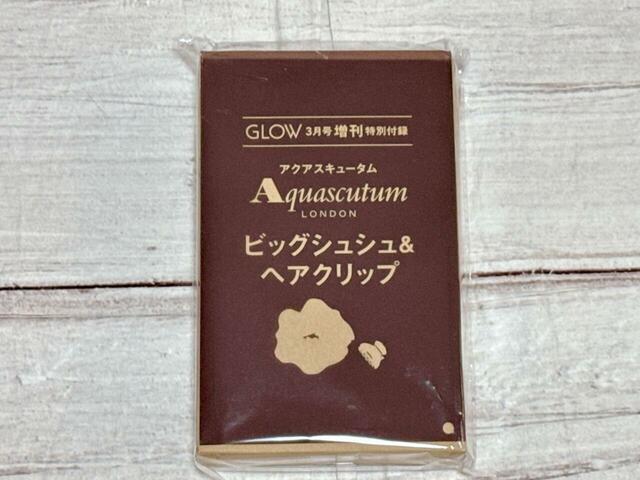 GLOW 3月号増刊 特別付録
アクアスキュータム
Aquascutum
LONDON
ビッグシュシュ&
ヘアクリップ